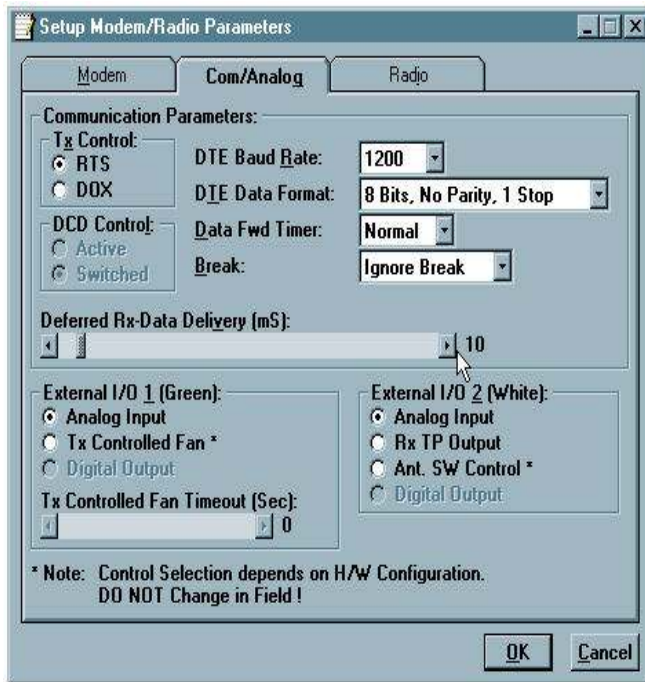 Setup Modem/Radio Parameters
Modem
Com/Analog
Radio
Communication Parameters:
Tx Control:
RTS
DOX
DTE Baud Rate:
1200
DTE Data Format:
8 Bits, No Parity, 1 Stop
DCD Control:
Active
Switched
Data Fwd Timer:
Normal
Break:
Ignore Break
Deferred Rx-Data Delivery (mS):
10
External I/O 1 (Green):
Analog Input
Tx Controlled Fan *
Digital Output
Tx Controlled Fan Timeout (Sec):
0
External I/O 2 (White):
Analog Input
Rx TP Output
Ant. SW Control *
Digital Output
* Note: Control Selection depends on H/W Configuration.
DO NOT Change in Field !
OK
Cancel